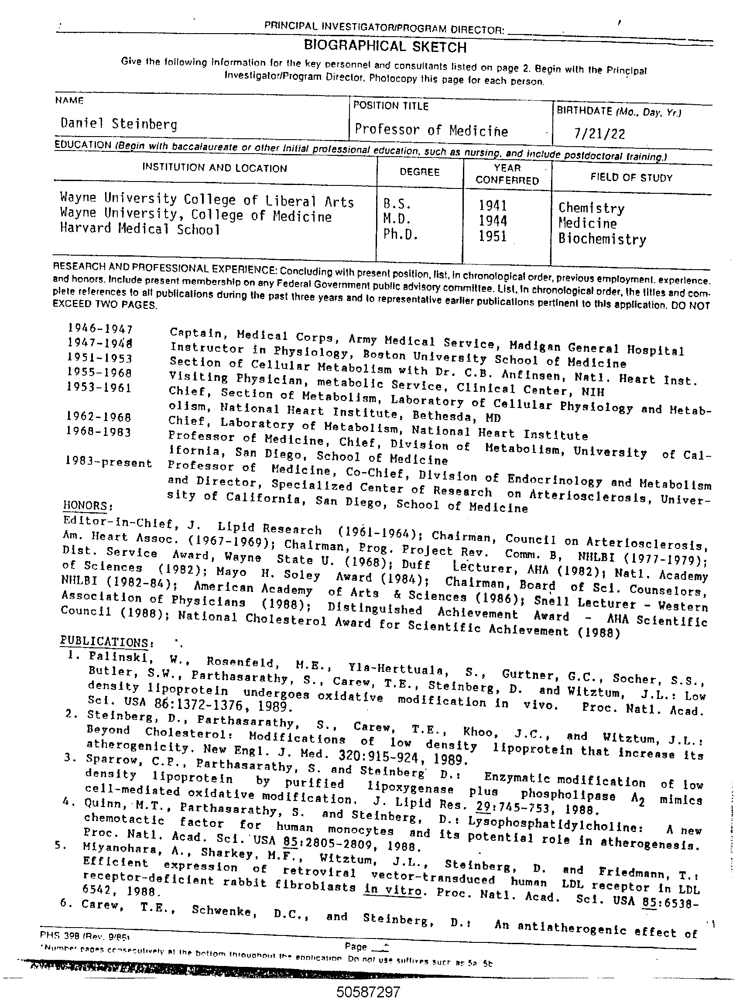 PRINCIPAL INVESTIGATOR/PROGRAM DIRECTOR:
BIOGRAPHICAL SKETCH
Give the following information for the key personnel and consultants listed on page 2. Begin with the Principal
Investigator/Program Director. Photocopy this page for each person.
NAME
POSITION TITLE
BIRTHDATE (Mo., Day, Yr.)
Daniel Steinberg
Professor of Medicine
7/21/22
EDUCATION (Begin with baccalaureate or other initial professional education, such as nursing, and include postdoctoral training.)
INSTITUTION AND LOCATION
DEGREE
YEAR CONFERRED
FIELD OF STUDY
Wayne University College of Liberal Arts B.S. 1941 Chemistry
Wayne University, College of Medicine M.D. 1944 Medicine
Harvard Medical School Ph.D. 1951 Biochemistry
RESEARCH AND PROFESSIONAL EXPERIENCE: Concluding with present position, list, in chronological order, previous employment, experience,
and honors. Include present membership on any Federal Government public advisory committee. List, in chronological order, the titles and com-
plete references to all publications during the past three years and to representative earlier publications pertinent to this application. DO NOT
EXCEED TWO PAGES.
1946-1947 Captain, Medical Corps, Army Medical Service, Madigan General Hospital
1947-1948 Instructor in Physiology, Boston University School of Medicine
1951-1953 Section of Cellular Metabolism with Dr. C.B. Anfinsen, Natl. Heart Inst.
1955-1968 Visiting Physician, metabolic Service, Clinical Center, NIH
1953-1961 Chief, Section of Metabolism, Laboratory of Cellular Physiology and Metab-
olism, National Heart Institute, Bethesda, MD
1962-1968 Chief, Laboratory of Metabolism, National Heart Institute
1968-1983 Professor of Medicine, Chief, Division of Metabolism, University of Cal-
ifornia, San Diego, School of Medicine
1983-present Professor of Medicine, Co-Chief, Division of Endocrinology and Metabolism
and Director, Specialized Center of Research on Arteriosclerosis, Univer-
sity of California, San Diego, School of Medicine
HONORS:
Editor-in-Chief, J. Lipid Research (1961-1964); Chairman, Council on Arteriosclerosis,
Am. Heart Assoc. (1967-1969); Chairman, Prog. Project Rev. Comm. B, NHLBI (1977-1979);
Dist. Service Award, Wayne State U. (1968); Duff Lecturer, AHA (1982); Natl. Academy
of Sciences (1982); Mayo H. Soley Award (1984); Chairman, Board of Sci. Counselors,
NHLBI (1982-84); American Academy of Arts & Sciences (1986); Snell Lecturer - Western
Association of Physicians (1988); Distinguished Achievement Award - AHA Scientific
Council (1988); National Cholesterol Award for Scientific Achievement (1988)
PUBLICATIONS:
1. Palinski, W., Rosenfeld, M.E., Yla-Herttuala, S., Gurtner, G.C., Socher, S.S.,
Butler, S.W., Parthasarathy, S., Carew, T.E., Steinberg, D. and Witztum, J.L.: Low
density lipoprotein undergoes oxidative modification in vivo. Proc. Natl. Acad.
Sci. USA 86:1372-1376, 1989.
2. Steinberg, D., Parthasarathy, S., Carew, T.E., Khoo, J.C., and Witztum, J.L.:
Beyond Cholesterol: Modifications of low density lipoprotein that increase its
atherogenicity. New Engl. J. Med. 320:915-924, 1989.
3. Sparrow, C.P., Parthasarathy, S. and Steinberg D.: Enzymatic modification of low
density lipoprotein by purified lipoxygenase plus phospholipase A2 mimics
cell-mediated oxidative modification. J. Lipid Res. 29:745-753, 1988.
4. Quinn, M.T., Parthasarathy, S. and Steinberg, D.: Lysophosphatidylcholine: A new
chemotactic factor for human monocytes and its potential role in atherogenesis.
Proc. Natl. Acad. Sci. USA 85:2805-2809, 1988.
5. Miyanohara, A., Sharkey, M.F., Witztum, J.L., Steinberg, D. and Friedmann, T.:
Efficient expression of retroviral vector-transduced human LDL receptor in LDL
receptor-deficient rabbit fibroblasts in vitro. Proc. Natl. Acad. Sci. USA 85:6538-
6542, 1988.
6. Carew, T.E., Schwenke, D.C., and Steinberg, D.: An antiatherogenic effect of
PHS 398 (Rev. 9/86)
Page
*Number pages consecutively at the bottom throughout the application. Do not use suffixes such as 5a, 5b.
50587297